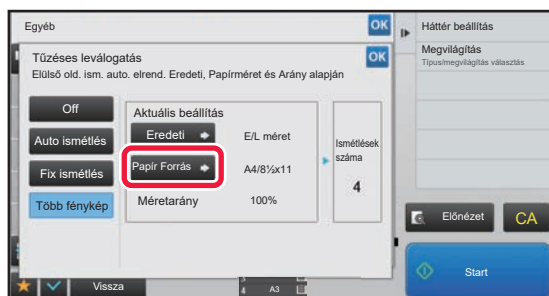 Egyéb
OK
Tűzéses leválogatás
OK
Elülső old. ism. auto. elrend. Eredeti, Papírméret és Arány alapján
Off
Auto ismétlés
Fix ismétlés
Több fénykép
Aktuális beállítás
Eredeti
E/L méret
Papír Forrás
A4/8½x11
Méretarány
100%
Ismétlések
száma
4
Vissza
4 A3
Háttér beállítás
Megvilágítás
Típus/megvilágítás választás
Előnézet
CA
Start